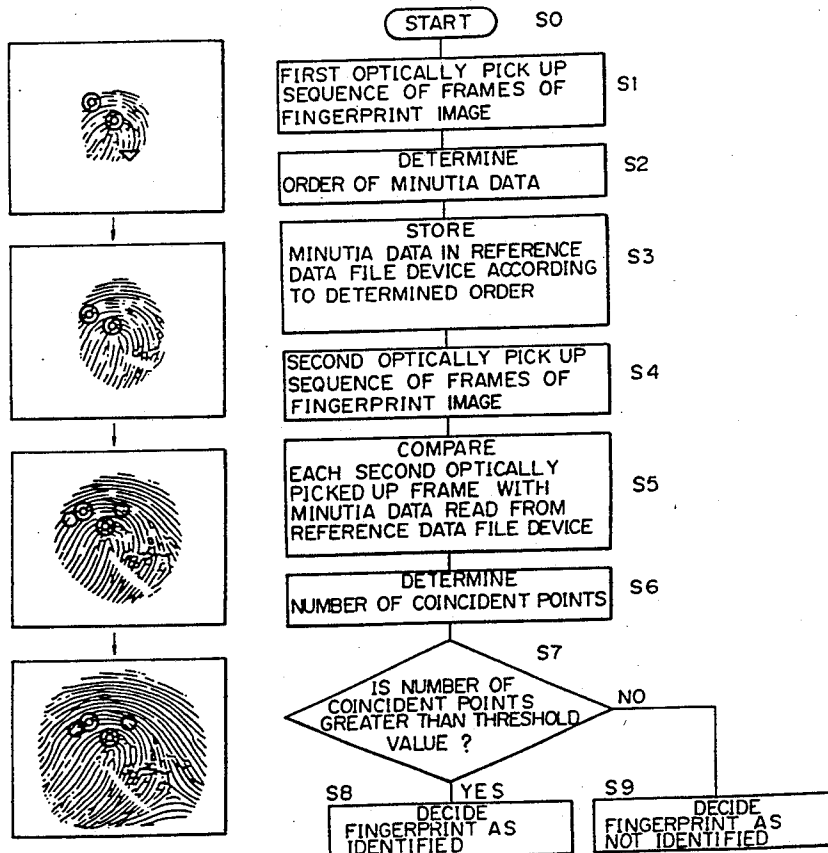 START S0
FIRST OPTICALLY PICK UP
SEQUENCE OF FRAMES OF
FINGERPRINT IMAGE
S1
DETERMINE
ORDER OF MINUTIA DATA
S2
STORE
MINUTIA DATA IN REFERENCE
DATA FILE DEVICE ACCORDING
TO DETERMINED ORDER
S3
SECOND OPTICALLY PICK UP
SEQUENCE OF FRAMES OF
FINGERPRINT IMAGE
S4
COMPARE
EACH SECOND OPTICALLY
PICKED UP FRAME WITH
MINUTIA DATA READ FROM
REFERENCE DATA FILE DEVICE
S5
DETERMINE
NUMBER OF COINCIDENT POINTS
S6
S7
IS NUMBER OF
COINCIDENT POINTS
GREATER THAN THRESHOLD
VALUE ?
NO
S8
YES
DECIDE
FINGERPRINT AS
IDENTIFIED
S9
DECIDE
FINGERPRINT AS
NOT IDENTIFIED